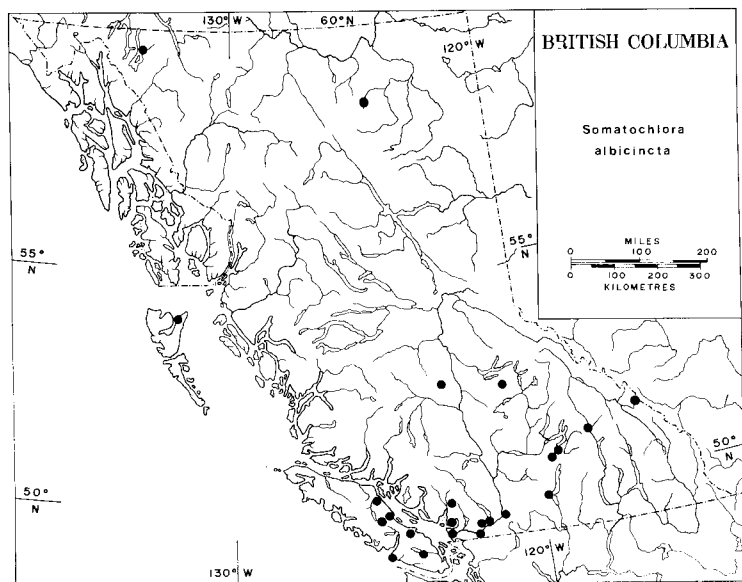 130° W
60° N
120° W
BRITISH COLUMBIA
Somatochlora
albicincta
55°
N
55°
N
MILES
0 100 200
0 100 200 300
KILOMETRES
50°
N
50°
N
130° W
120° W